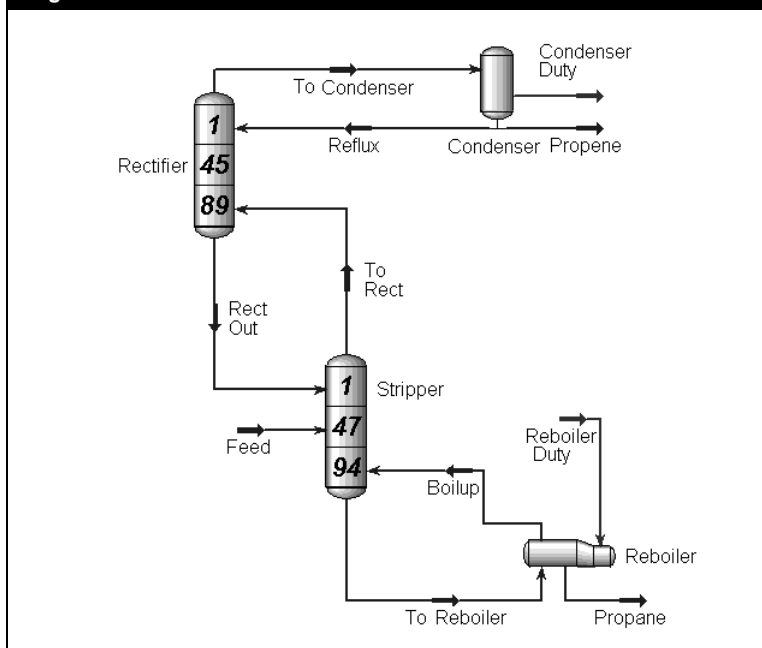 Condenser
Duty
To Condenser
1
Reflux
Condenser
Propene
Rectifier
45
89
To
Rect
Rect
Out
1
Stripper
47
Feed
94
Reboiler
Duty
Boilup
Reboiler
To Reboiler
Propane